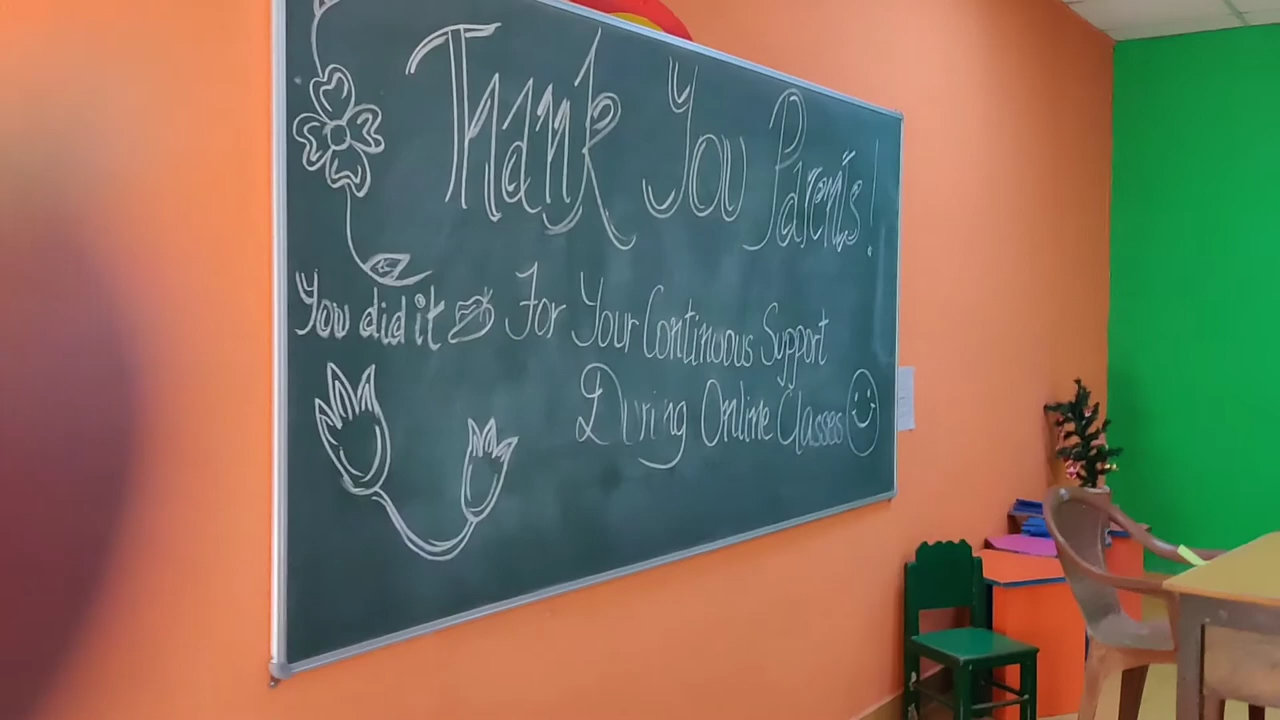 Thank You Parents!
You did it For Your Continuous Support
During Online Classes